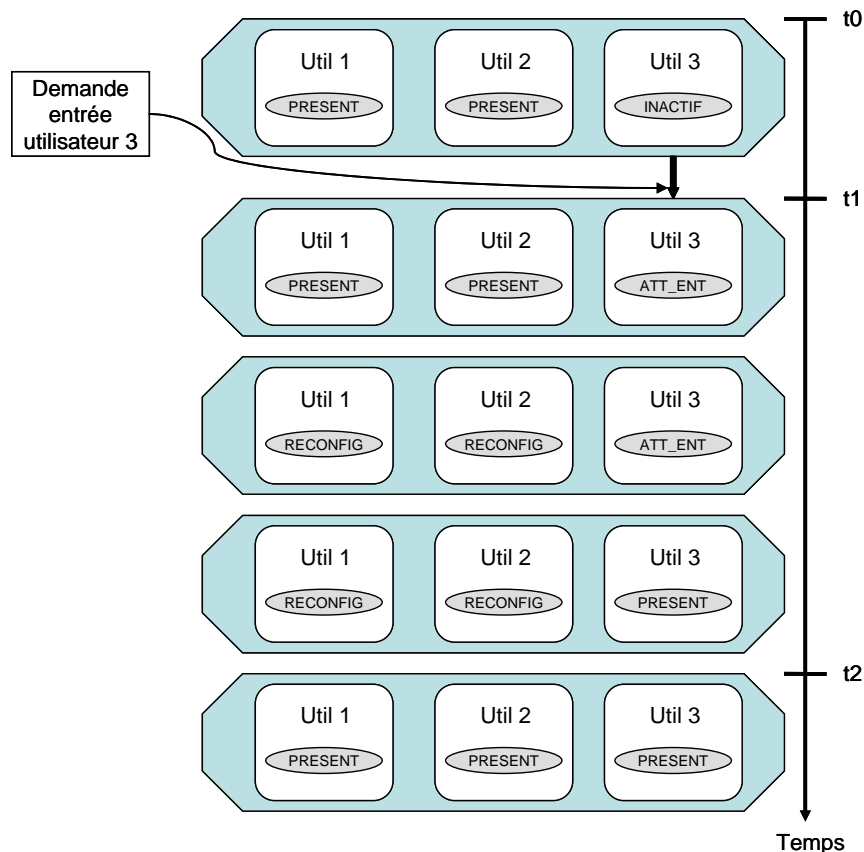 t0
Util 1
Util 2
Util 3
PRESENT
PRESENT
INACTIF
Demande
entrée
utilisateur 3
t1
Util 1
Util 2
Util 3
PRESENT
PRESENT
ATT_ENT
Util 1
Util 2
Util 3
RECONFIG
RECONFIG
ATT_ENT
Util 1
Util 2
Util 3
RECONFIG
RECONFIG
PRESENT
t2
Util 1
Util 2
Util 3
PRESENT
PRESENT
PRESENT
Temps